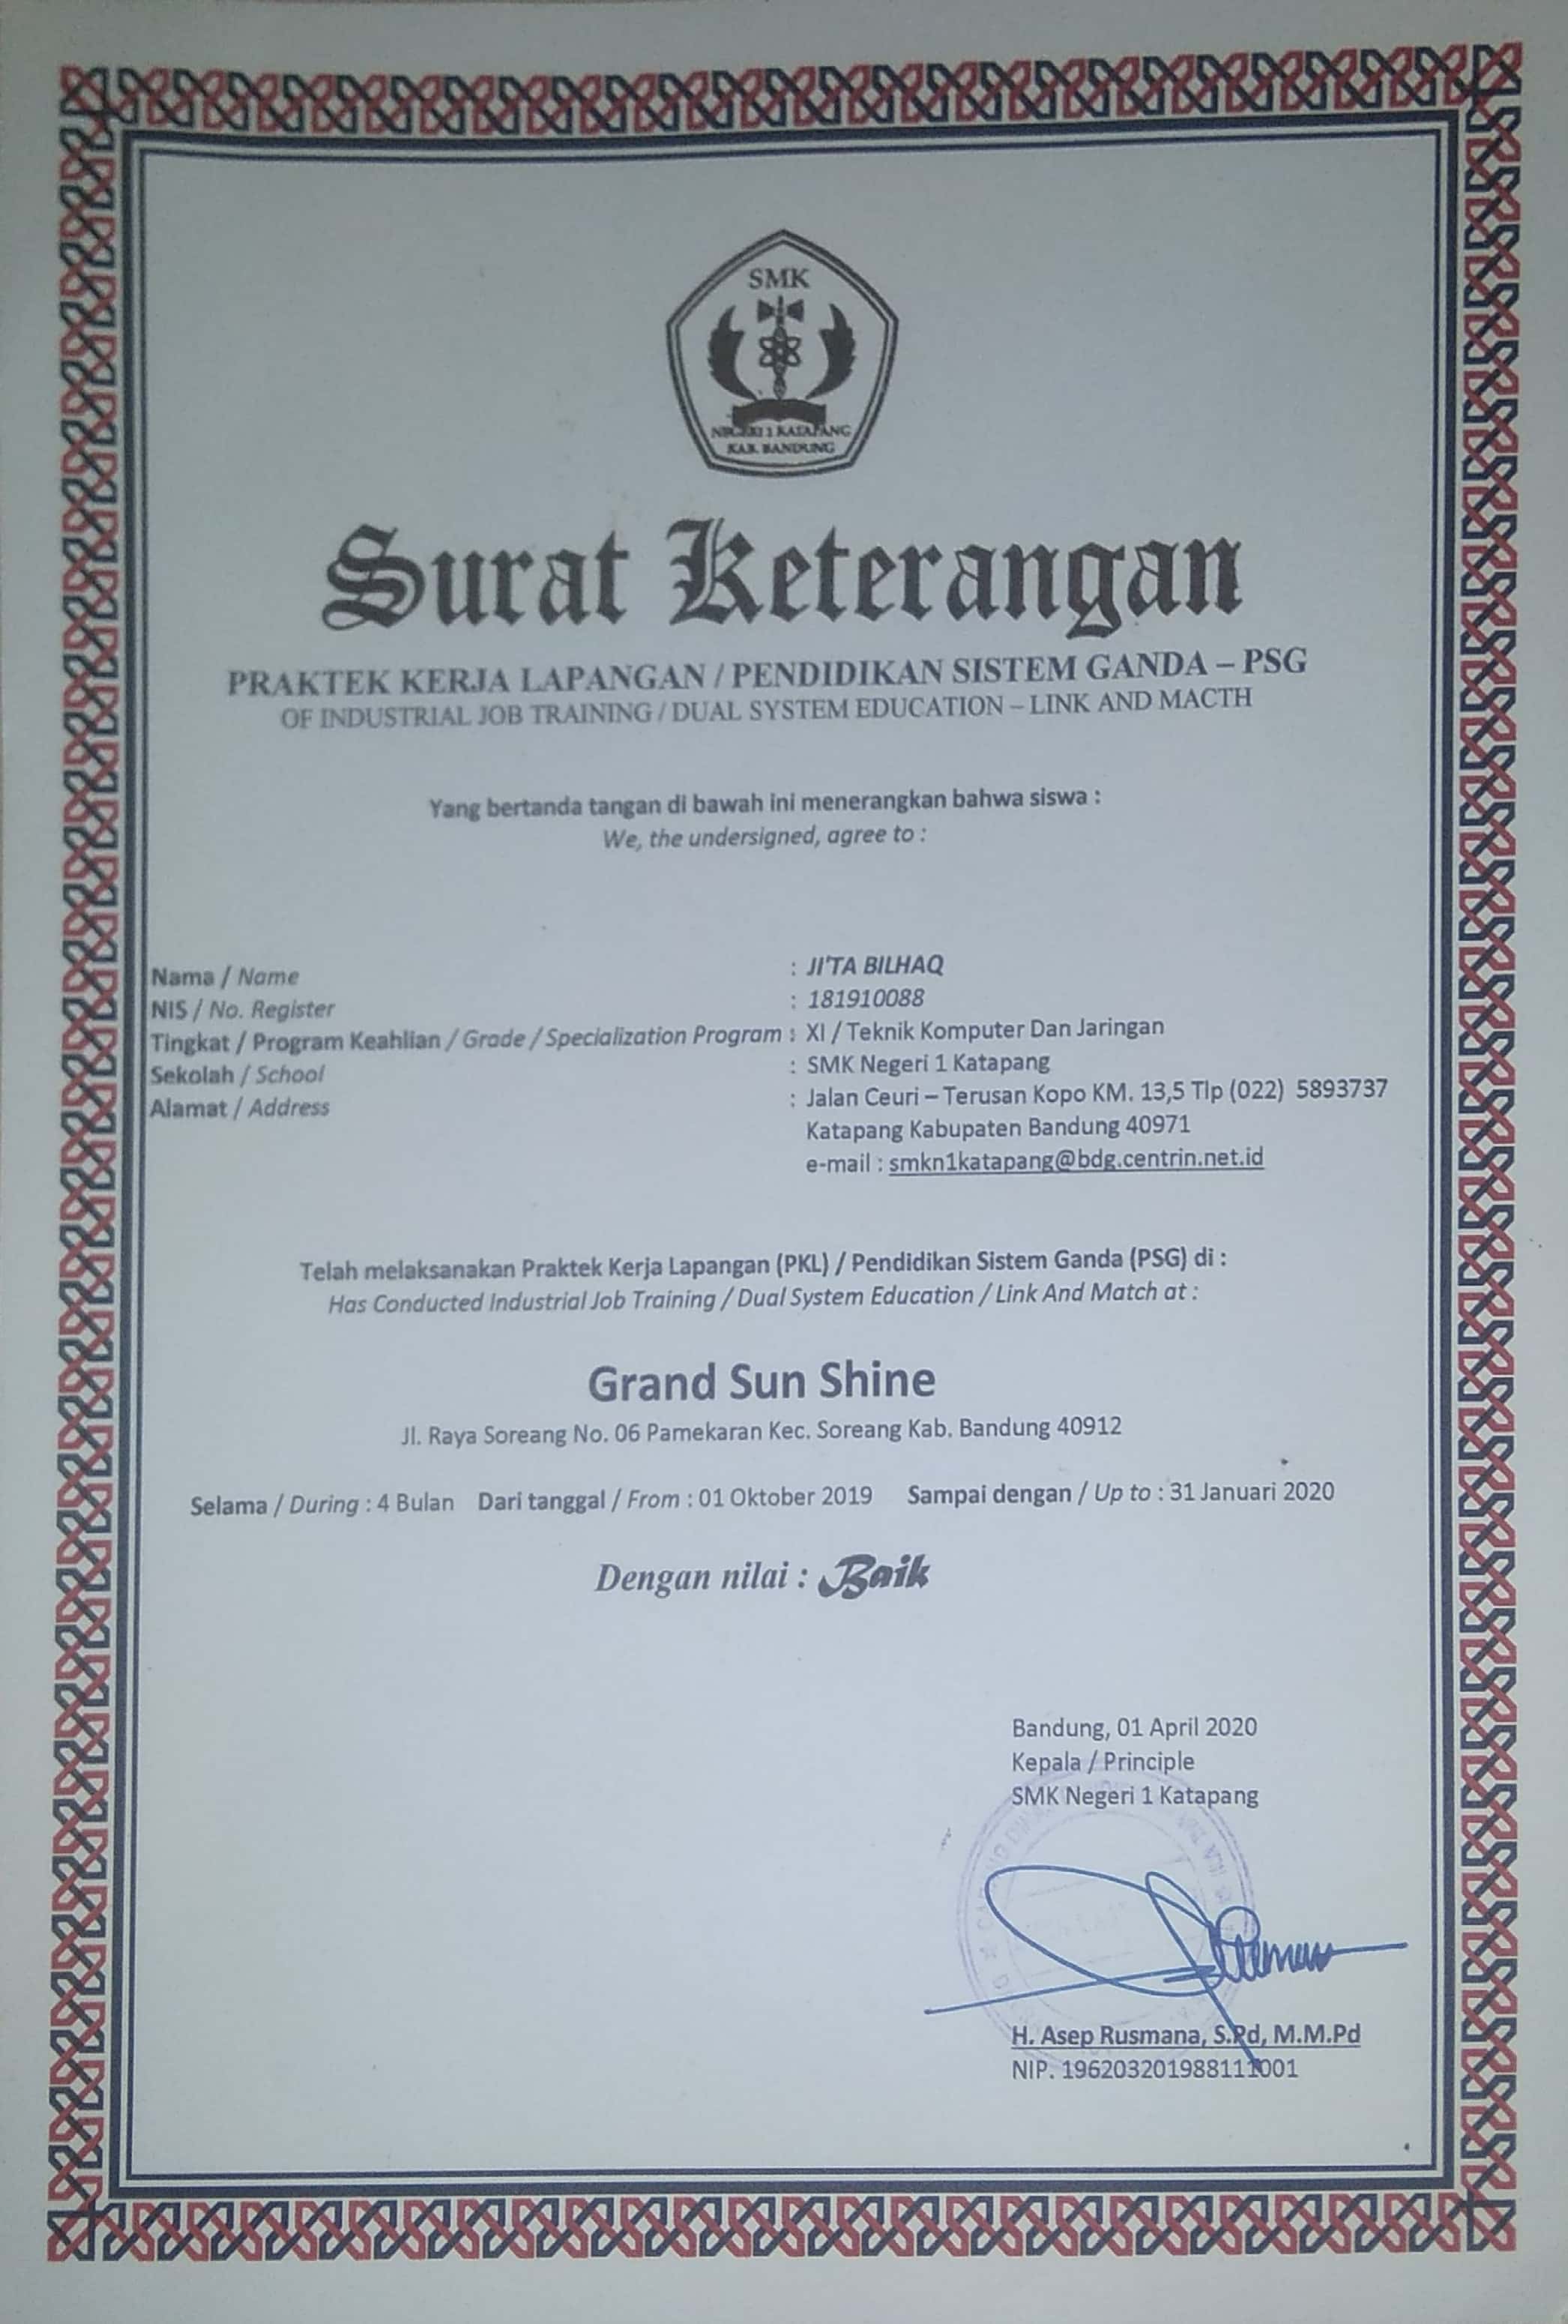 SMK
NEGERI 1 KATAPANG
KAB. BANDUNG
Surat Keterangan
PRAKTEK KERJA LAPANGAN / PENDIDIKAN SISTEM GANDA – PSG
OF INDUSTRIAL JOB TRAINING / DUAL SYSTEM EDUCATION – LINK AND MACTH
Yang bertanda tangan di bawah ini menerangkan bahwa siswa :
We, the undersigned, agree to :
Nama / Name : JI'TA BILHAQ
NIS / No. Register : 181910088
Tingkat / Program Keahlian / Grade / Specialization Program : XI / Teknik Komputer Dan Jaringan
Sekolah / School : SMK Negeri 1 Katapang
Alamat / Address : Jalan Ceuri – Terusan Kopo KM. 13,5 Tlp (022) 5893737
Katapang Kabupaten Bandung 40971
e-mail : smkn1katapang@bdg.centrin.net.id
Telah melaksanakan Praktek Kerja Lapangan (PKL) / Pendidikan Sistem Ganda (PSG) di :
Has Conducted Industrial Job Training / Dual System Education / Link And Match at :
Grand Sun Shine
Jl. Raya Soreang No. 06 Pamekaran Kec. Soreang Kab. Bandung 40912
Selama / During : 4 Bulan Dari tanggal / From : 01 Oktober 2019 Sampai dengan / Up to : 31 Januari 2020
Dengan nilai : Baik
Bandung, 01 April 2020
Kepala / Principle
SMK Negeri 1 Katapang
H. Asep Rusmana, S.Pd, M.M.Pd
NIP. 196203201988111001